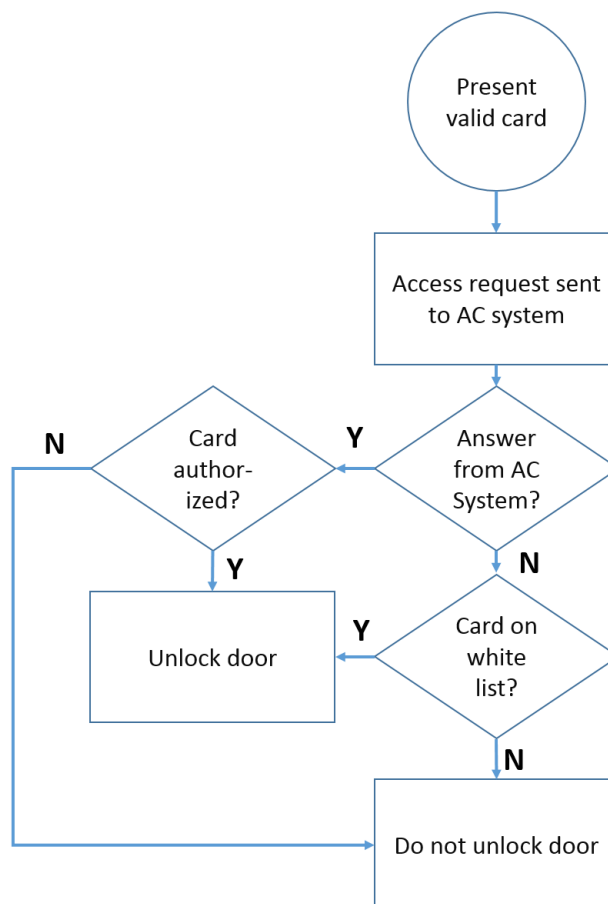 Present
valid card
Access request sent
to AC system
N
Card
author-
ized?
Y
Answer
from AC
System?
Y
N
Unlock door
Y
Card on
white
list?
N
Do not unlock door